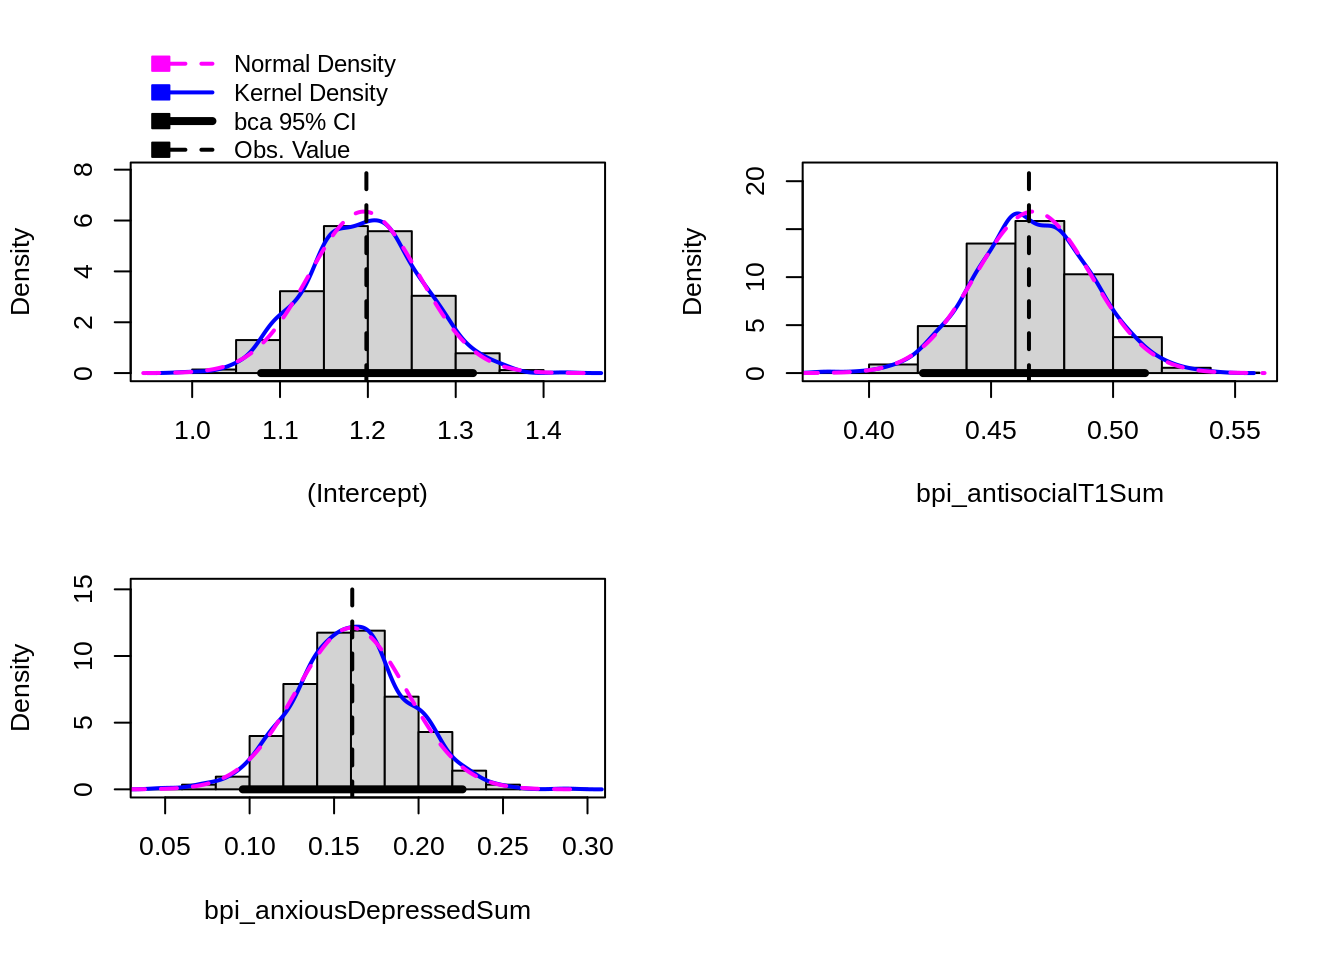 Normal Density
Kernel Density
bca 95% CI
Obs. Value
Density
0 2 4 6 8
1.0 1.1 1.2 1.3 1.4
(Intercept)
Density
0 5 10 20
0.40 0.45 0.50 0.55
bpi_antisocialT1Sum
Density
0 5 10 15
0.05 0.10 0.15 0.20 0.25 0.30
bpi_anxiousDepressedSum